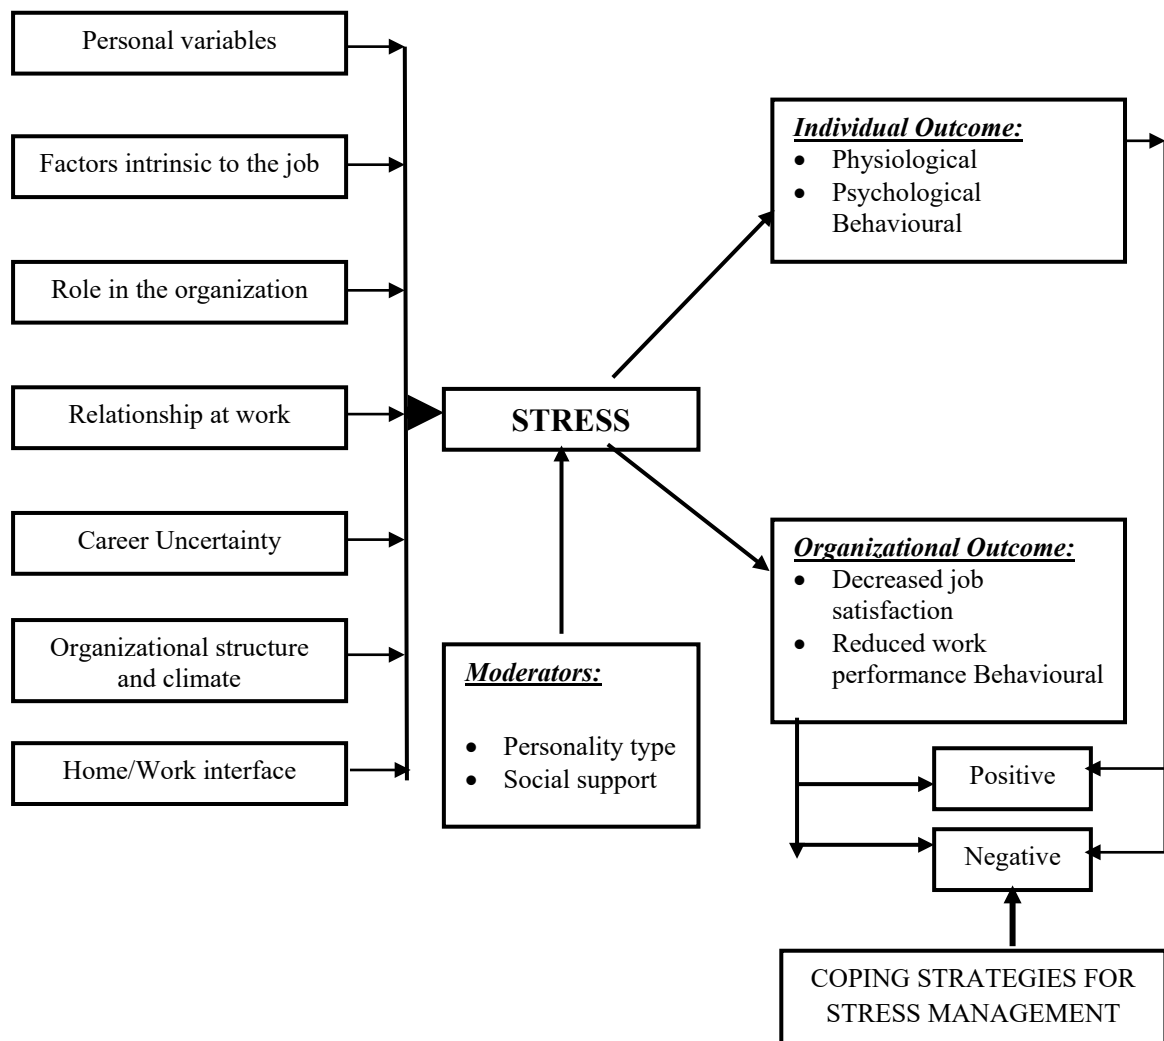 Personal variables
Factors intrinsic to the job
Role in the organization
Relationship at work
Career Uncertainty
Organizational structure
and climate
Home/Work interface
STRESS
Moderators:
• Personality type
• Social support
Individual Outcome:
• Physiological
• Psychological
Behavioural
Organizational Outcome:
• Decreased job
satisfaction
• Reduced work
performance Behavioural
Positive
Negative
COPING STRATEGIES FOR
STRESS MANAGEMENT